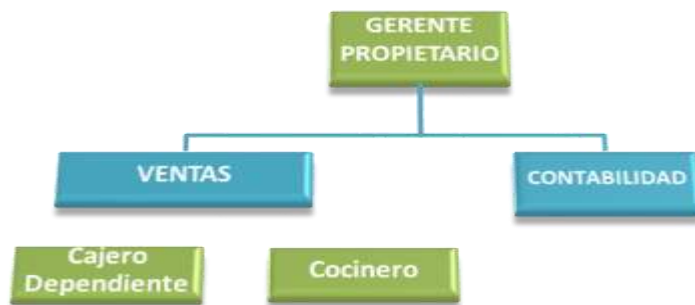 GERENTE
PROPIETARIO
VENTAS
CONTABILIDAD
Cajero
Dependiente
Cocinero